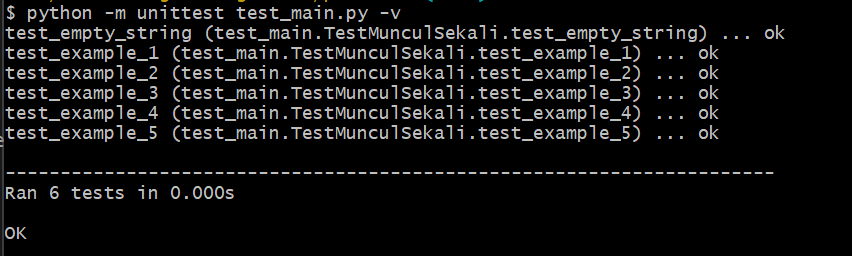 $ python -m unittest test_main.py -v
test_empty_string (test_main.TestMunculSekali.test_empty_string) ... ok
test_example_1 (test_main.TestMunculSekali.test_example_1) ... ok
test_example_2 (test_main.TestMunculSekali.test_example_2) ... ok
test_example_3 (test_main.TestMunculSekali.test_example_3) ... ok
test_example_4 (test_main.TestMunculSekali.test_example_4) ... ok
test_example_5 (test_main.TestMunculSekali.test_example_5) ... ok
----------------------------------------------------------------------
Ran 6 tests in 0.000s
OK